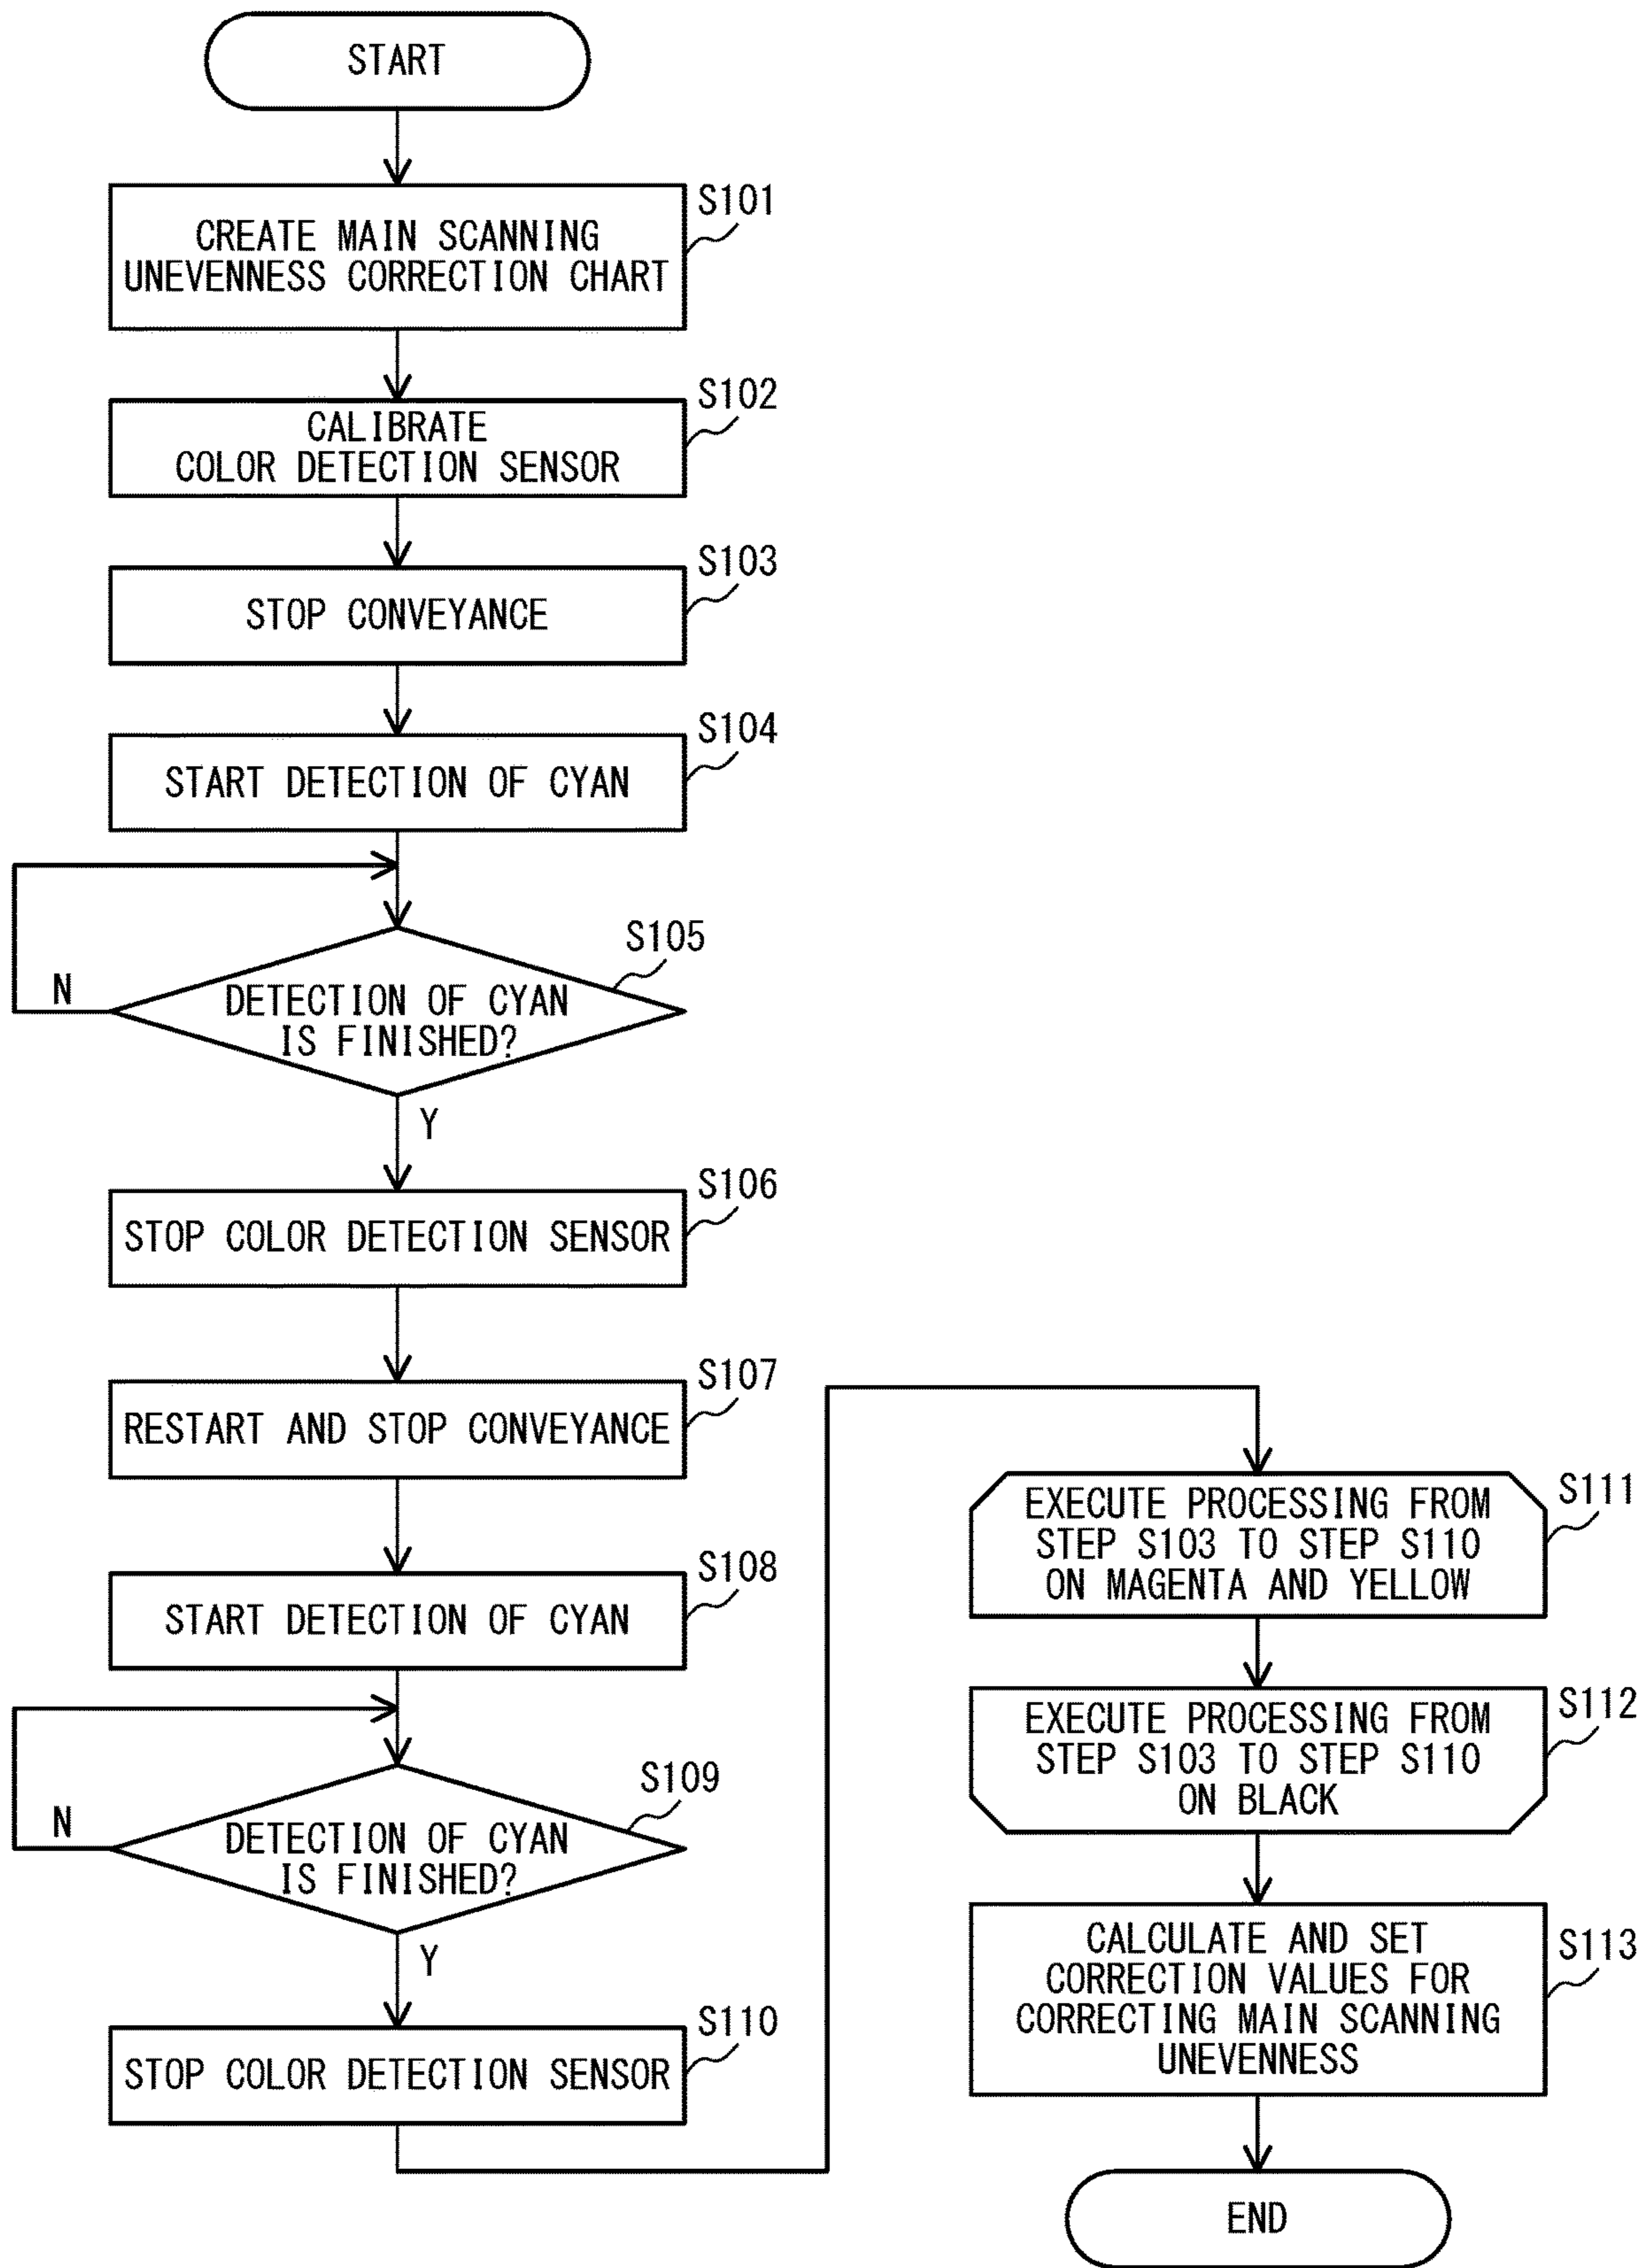 START
S101
CREATE MAIN SCANNING
UNEVENNESS CORRECTION CHART
S102
CALIBRATE
COLOR DETECTION SENSOR
S103
STOP CONVEYANCE
S104
START DETECTION OF CYAN
S105
DETECTION OF CYAN
IS FINISHED?
N
Y
S106
STOP COLOR DETECTION SENSOR
S107
RESTART AND STOP CONVEYANCE
S108
START DETECTION OF CYAN
S109
DETECTION OF CYAN
IS FINISHED?
N
Y
S110
STOP COLOR DETECTION SENSOR
S111
EXECUTE PROCESSING FROM
STEP S103 TO STEP S110
ON MAGENTA AND YELLOW
S112
EXECUTE PROCESSING FROM
STEP S103 TO STEP S110
ON BLACK
S113
CALCULATE AND SET
CORRECTION VALUES FOR
CORRECTING MAIN SCANNING
UNEVENNESS
END